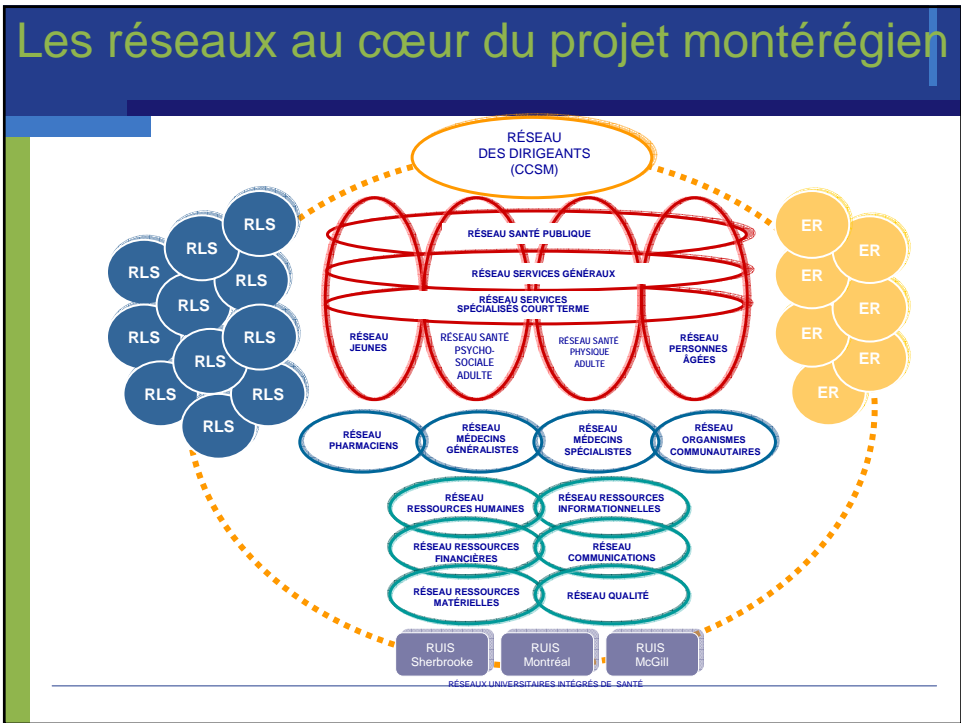 Les réseaux au cœur du projet montérégien
RÉSEAU
DES DIRIGEANTS
(CCSM)
RLS
RLS
RLS
RLS
RLS
RLS
RLS
RLS
RLS
RLS
RLS
RÉSEAU SANTÉ PUBLIQUE
RÉSEAU SERVICES GÉNÉRAUX
RÉSEAU SERVICES
SPÉCIALISÉS COURT TERME
RÉSEAU
JEUNES
RÉSEAU SANTÉ
PSYCHO-
SOCIALE
ADULTE
RÉSEAU SANTÉ
PHYSIQUE
ADULTE
RÉSEAU
PERSONNES
ÂGÉES
ER
ER
ER
ER
ER
ER
ER
RÉSEAU
PHARMACIENS
RÉSEAU
MÉDECINS
GÉNÉRALISTES
RÉSEAU
MÉDECINS
SPÉCIALISTES
RÉSEAU
ORGANISMES
COMMUNAUTAIRES
RÉSEAU
RESSOURCES HUMAINES
RÉSEAU RESSOURCES
INFORMATIONNELLES
RÉSEAU RESSOURCES
FINANCIÈRES
RÉSEAU
COMMUNICATIONS
RÉSEAU RESSOURCES
MATÉRIELLES
RÉSEAU QUALITÉ
RUIS
Sherbrooke
RUIS
Montréal
RUIS
McGill
RÉSEAUX UNIVERSITAIRES INTÉGRÉS DE SANTÉ